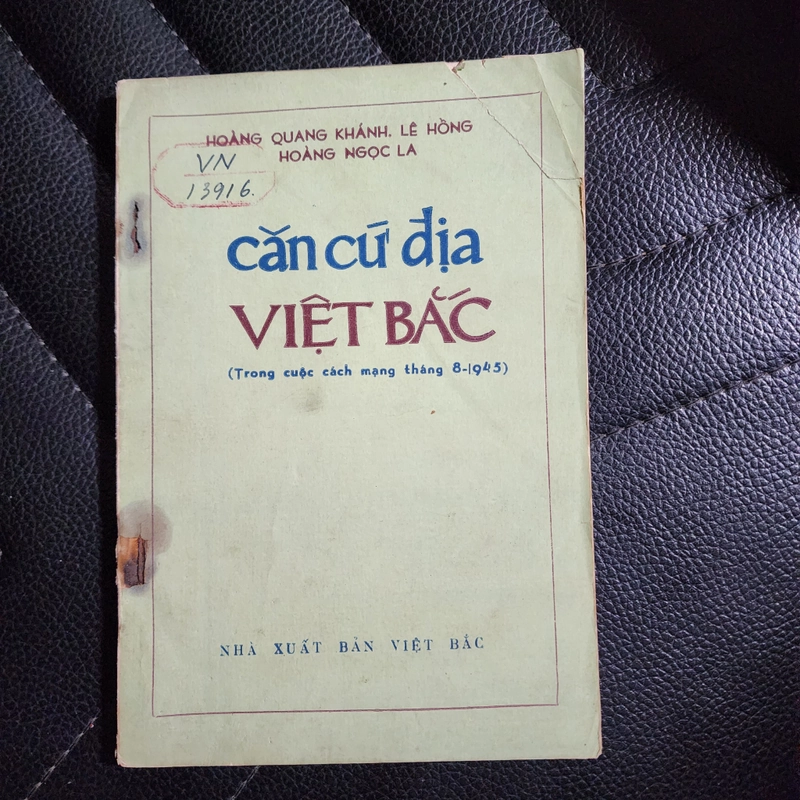 HOÀNG QUANG KHÁNH. LÊ HỒNG
HOÀNG NGỌC LA
VN
13916.
căn cứ địa
VIỆT BẮC
(Trong cuộc cách mạng tháng 8-1945)
NHÀ XUẤT BẢN VIỆT BẮC